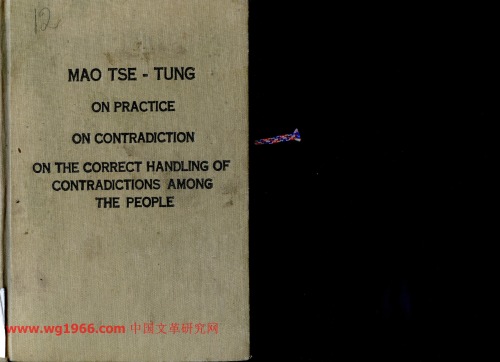 12
MAO TSE - TUNG
ON PRACTICE
ON CONTRADICTION
ON THE CORRECT HANDLING OF
CONTRADICTIONS AMONG
THE PEOPLE
www.wg1966.com 中国文革研究网